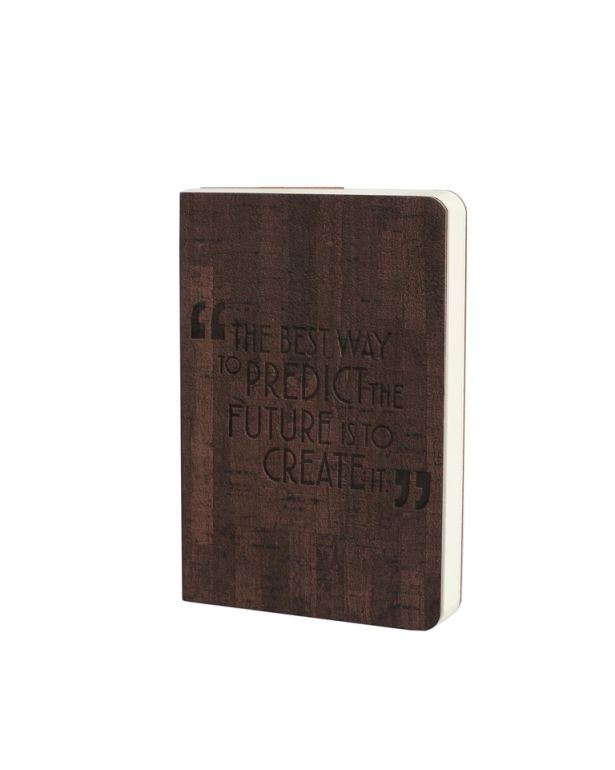 “THE BEST WAY
TO PREDICT THE
FUTURE IS TO
CREATE IT.”